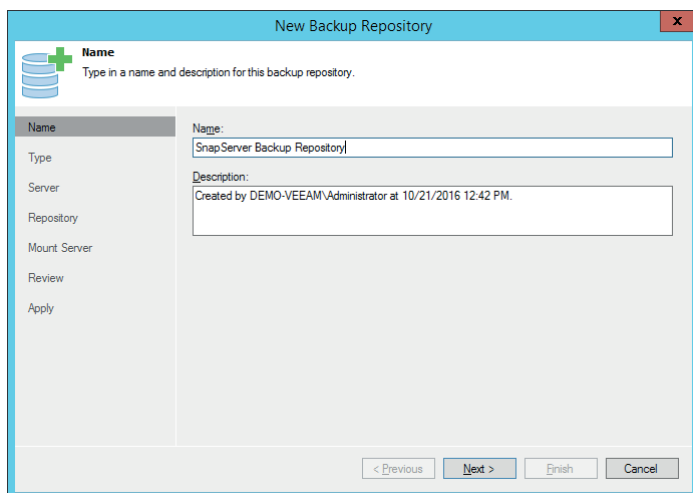 New Backup Repository
x
Name
Type in a name and description for this backup repository.
Name
Type
Server
Repository
Mount Server
Review
Apply
Name:
SnapServer Backup Repository
Description:
Created by DEMO-VEEAM\Administrator at 10/21/2016 12:42 PM.
< Previous
Next >
Finish
Cancel